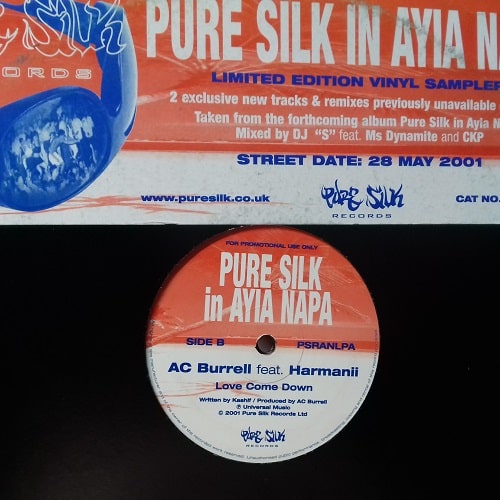 PURE SILK IN AYIA N
RECORDS
LIMITED EDITION VINYL SAMPLER
2 exclusive new tracks & remixes previously unavailable
Taken from the forthcoming album Pure Silk in Ayia N
Mixed by DJ "S" feat. Ms Dynamite and CKP
STREET DATE: 28 MAY 2001
www.puresilk.co.uk
PURE SILK
RECORDS
CAT NO.
FOR PROMOTIONAL USE ONLY
PURE SILK
in AYIA NAPA
SIDE B
PSRANLPA
AC Burrell feat. Harmanii
Love Come Down
Written by Kashif / Produced by AC Burrell
℗ Universal Music
© 2001 Pure Silk Records Ltd
PURE SILK
RECORDS